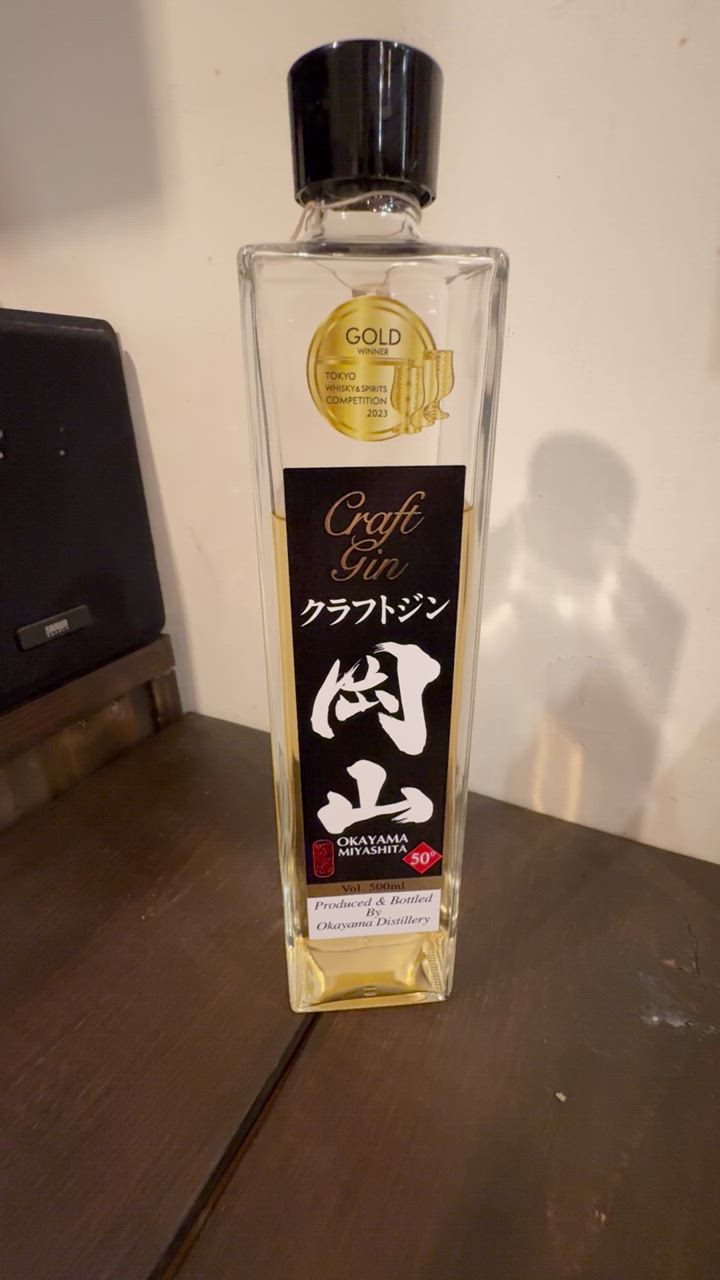 GOLD
WINNER
TOKYO
WHISKY & SPIRITS
COMPETITION
2023
Craft
Gin
クラフトジン
岡
山
OKAYAMA
MIYASHITA
50°
Vol. 500ml
Produced & Bottled
By
Okayama Distillery